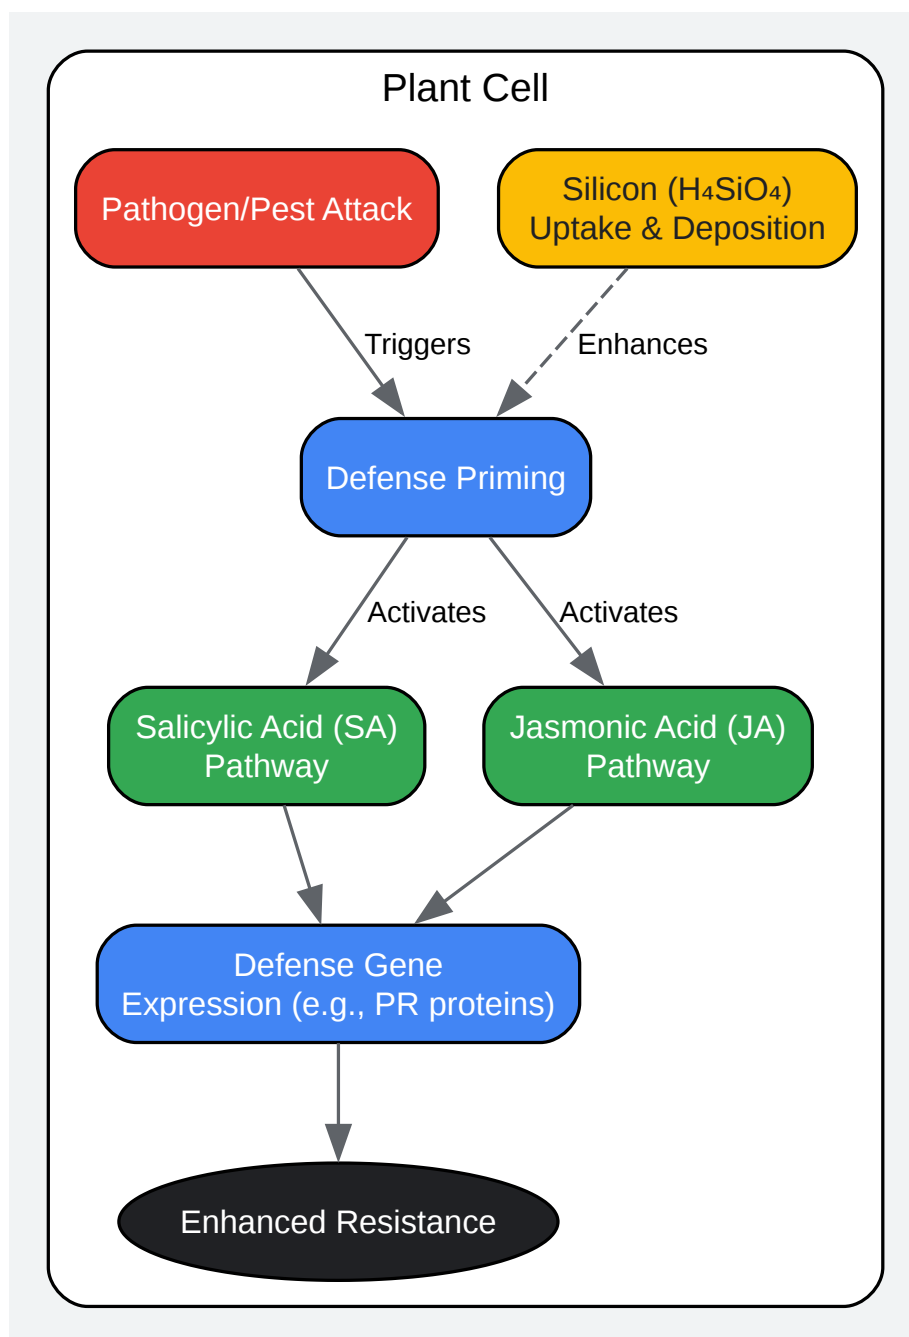 Plant Cell
Pathogen/Pest Attack
Silicon (H₄SiO₄)
Uptake & Deposition
Triggers
Enhances
Defense Priming
Activates
Activates
Salicylic Acid (SA)
Pathway
Jasmonic Acid (JA)
Pathway
Defense Gene
Expression (e.g., PR proteins)
Enhanced Resistance